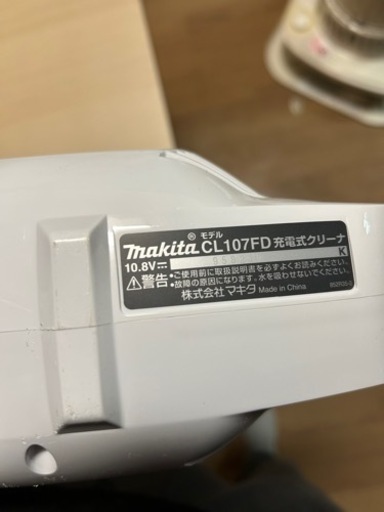 モデル
makita® CL107FD 充電式クリーナ
10.8V⎓ K
⚠警告 •ご使用前に取扱説明書を必ずよくお読みください。
•故障の原因になります。水を吸わせないでください。
株式会社 マキタ Made in China